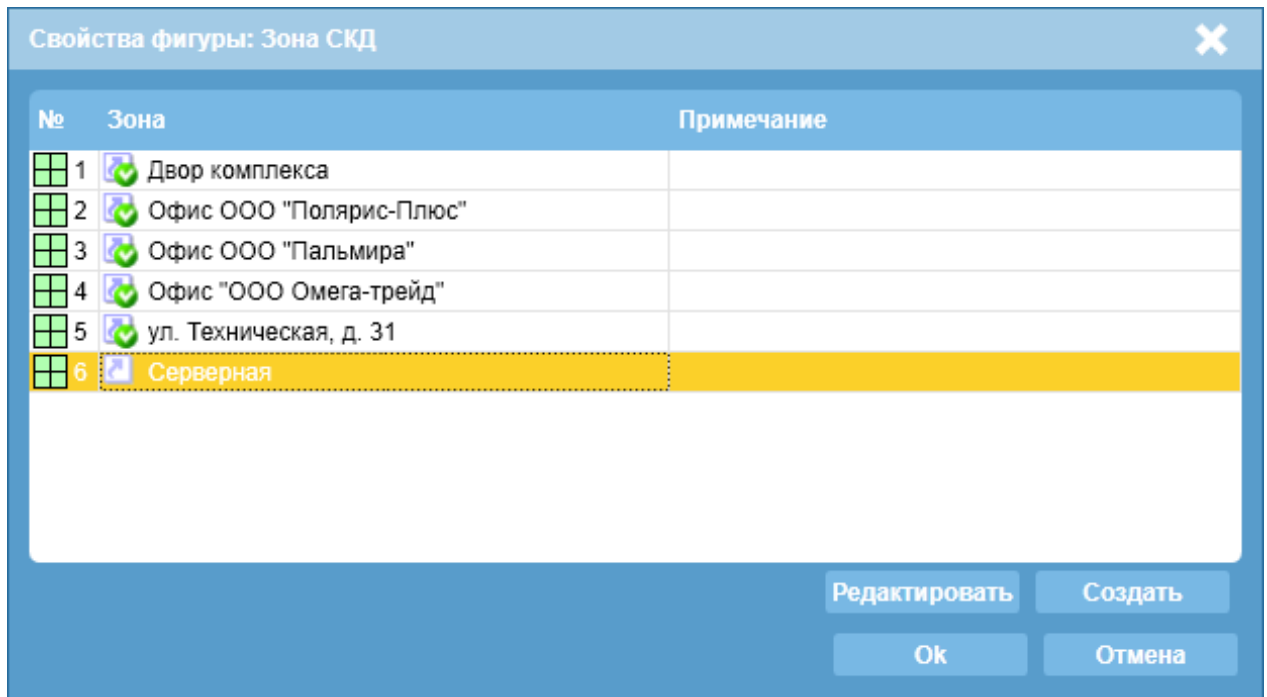 Свойства фигуры: Зона СКД
№ Зона Примечание
1 Двор комплекса
2 Офис ООО "Полярис-Плюс"
3 Офис ООО "Пальмира"
4 Офис "ООО Омега-трейд"
5 ул. Техническая, д. 31
6 Серверная
Редактировать Создать
Ok Отмена